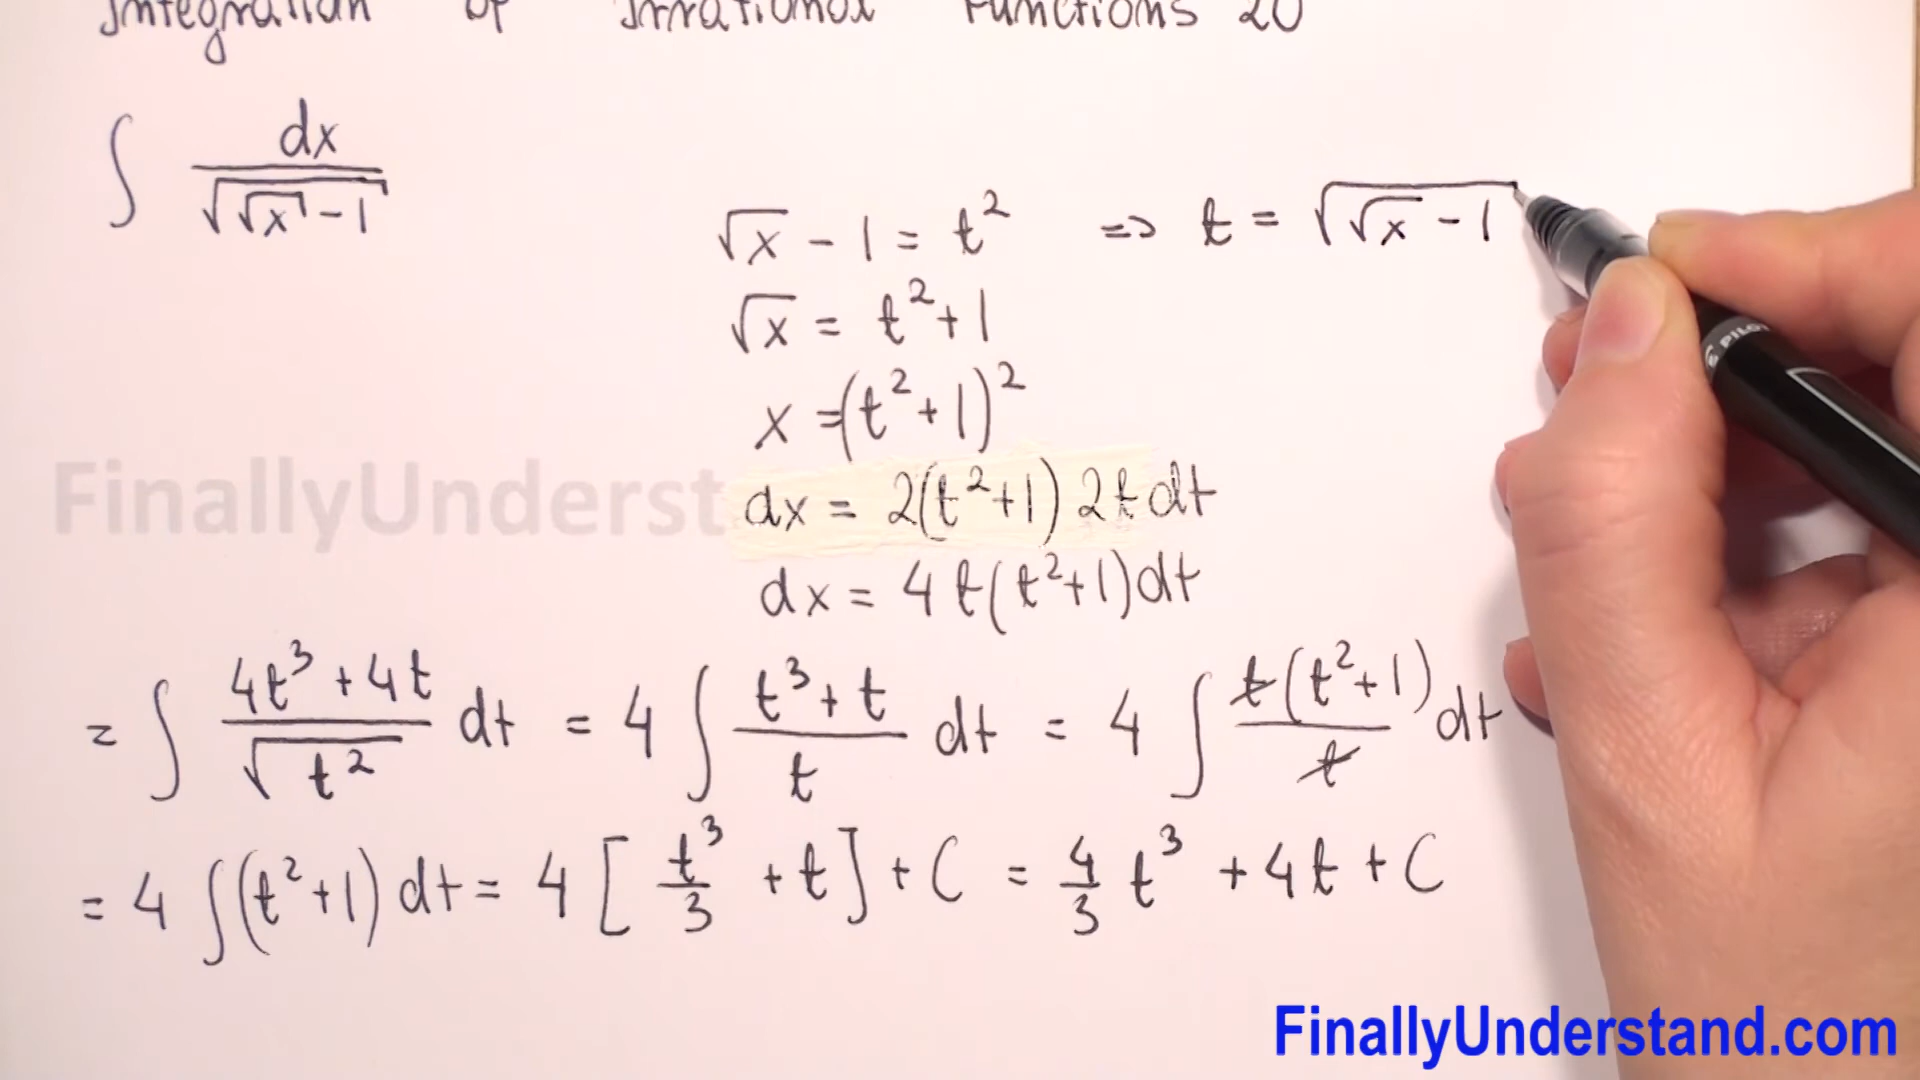 Integration of Irrational Functions 20
∫ dx / √(√x - 1)
√x - 1 = t² => t = √(√x - 1)
√x = t² + 1
x = (t² + 1)²
dx = 2(t² + 1) 2t dt
dx = 4t(t² + 1) dt
= ∫ (4t³ + 4t) / √(t²) dt = 4 ∫ (t³ + t) / t dt = 4 ∫ t(t² + 1) / t dt
= 4 ∫ (t² + 1) dt = 4 [ t³/3 + t ] + C = 4/3 t³ + 4t + C
FinallyUnderst
PILO
FinallyUnderstand.com